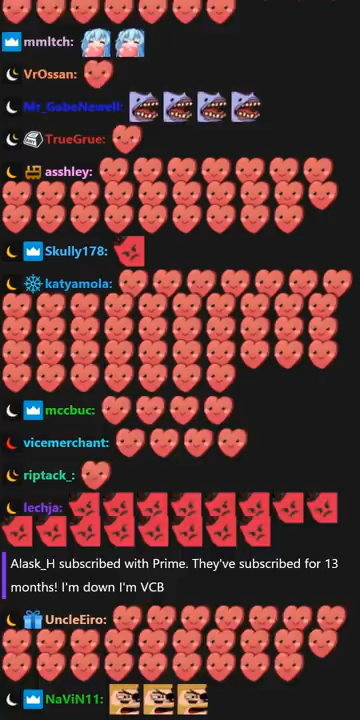 mmltch:
VrOssan:
Mr_GabeNewell:
TrueGrue:
asshley:
Skully178:
katyamola:
mccbuc:
vicemerchant:
riptack_:
lechja:
Alask_H subscribed with Prime. They've subscribed for 13
months! I'm down I'm VCB
UncleEiro:
NaViN11: